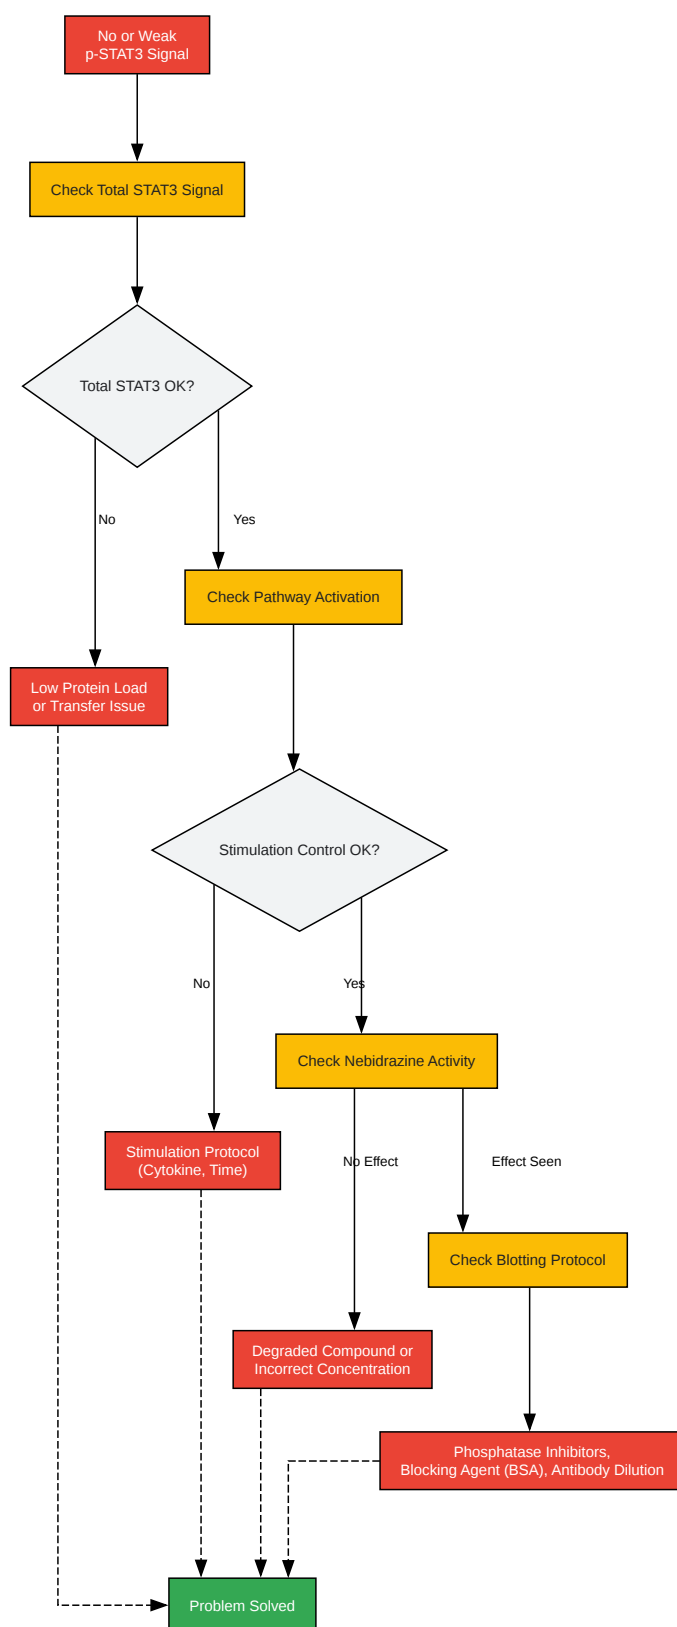 No or Weak
p-STAT3 Signal
Check Total STAT3 Signal
Total STAT3 OK?
No
Yes
Check Pathway Activation
Low Protein Load
or Transfer Issue
Stimulation Control OK?
No
Yes
Check Nebidrazine Activity
Stimulation Protocol
(Cytokine, Time)
No Effect
Effect Seen
Check Blotting Protocol
Degraded Compound or
Incorrect Concentration
Phosphatase Inhibitors,
Blocking Agent (BSA), Antibody Dilution
Problem Solved